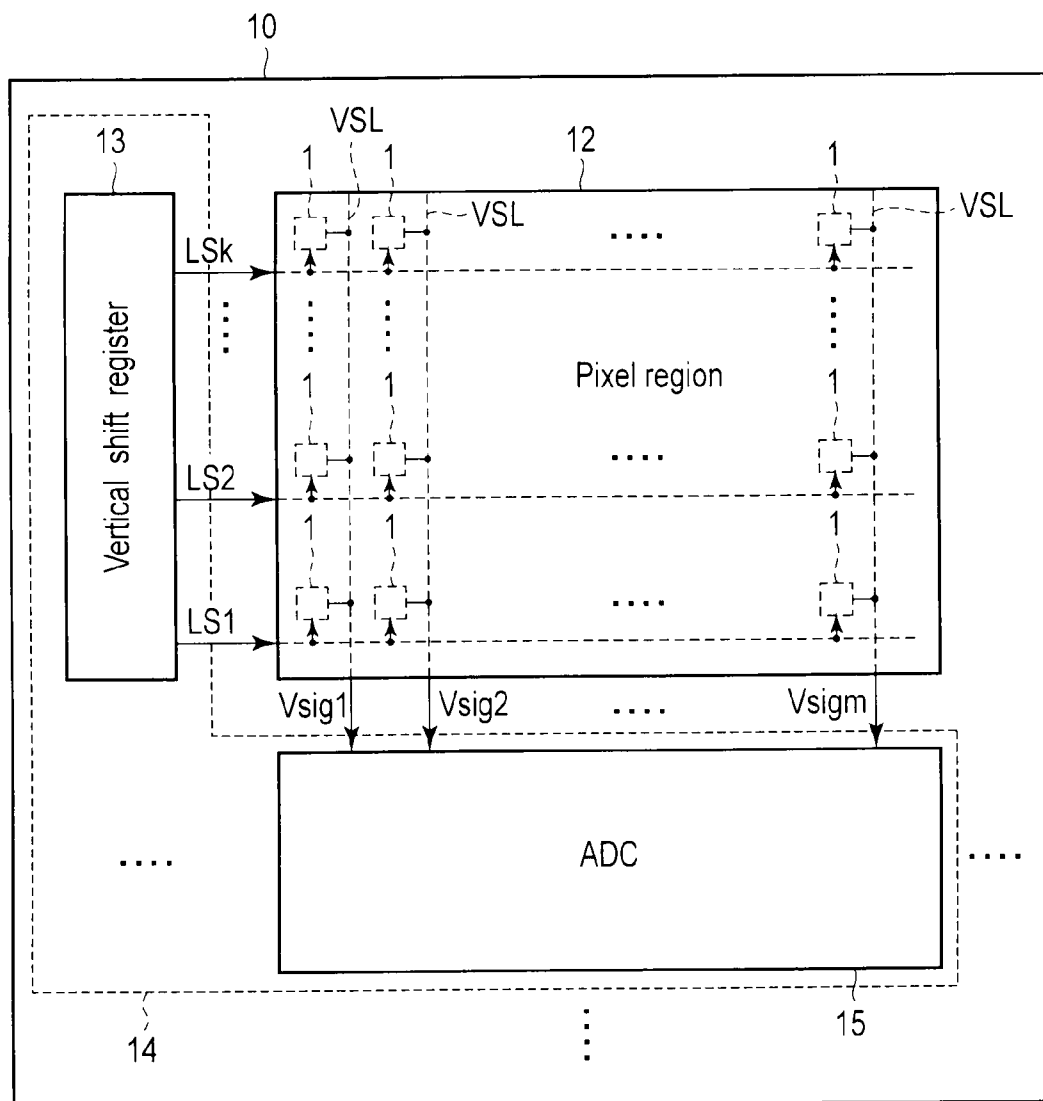 10
13
VSL
1
1
12
1
VSL
VSL
LSk
Vertical shift register
Pixel region
1
1
1
LS2
1
1
1
LS1
Vsig1
Vsig2
Vsigm
ADC
14
15